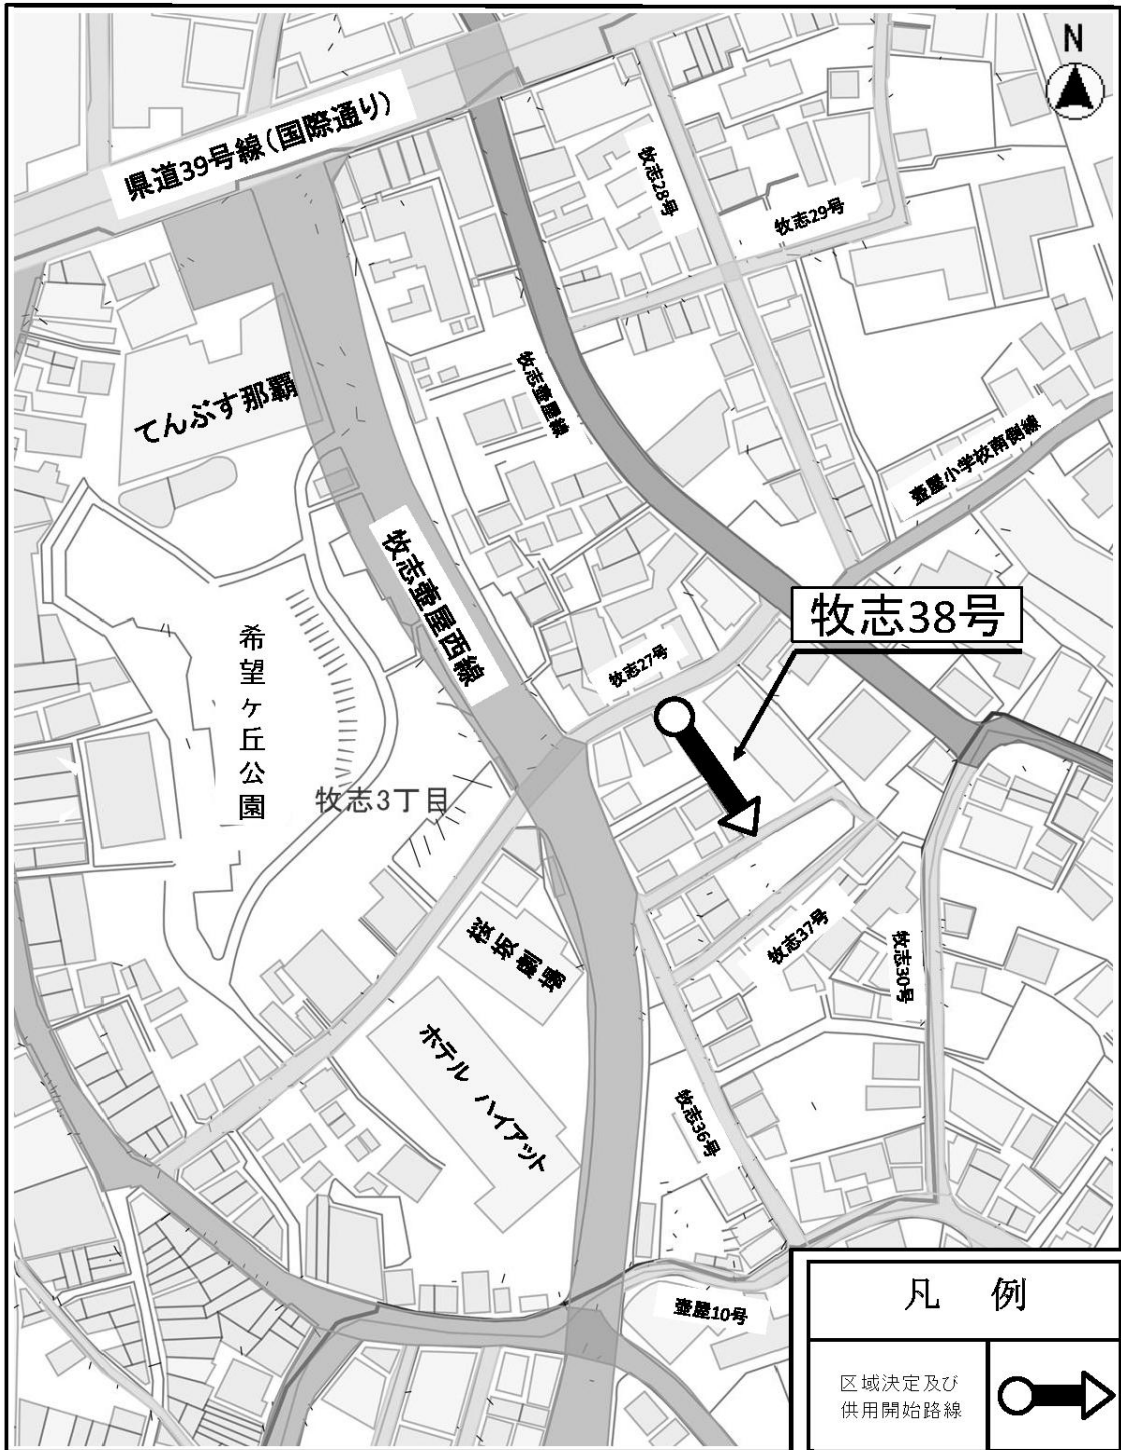 N
県道39号線(国際通り)
牧志28号
牧志29号
てんぶす那覇
牧志壺屋線
壺屋小学校南側線
牧志壺屋西線
牧志38号
希望ヶ丘公園
牧志27号
牧志3丁目
桜坂劇場
牧志37号
牧志30号
ホテル ハイアット
牧志36号
壺屋10号
凡 例
区域決定及び
供用開始路線